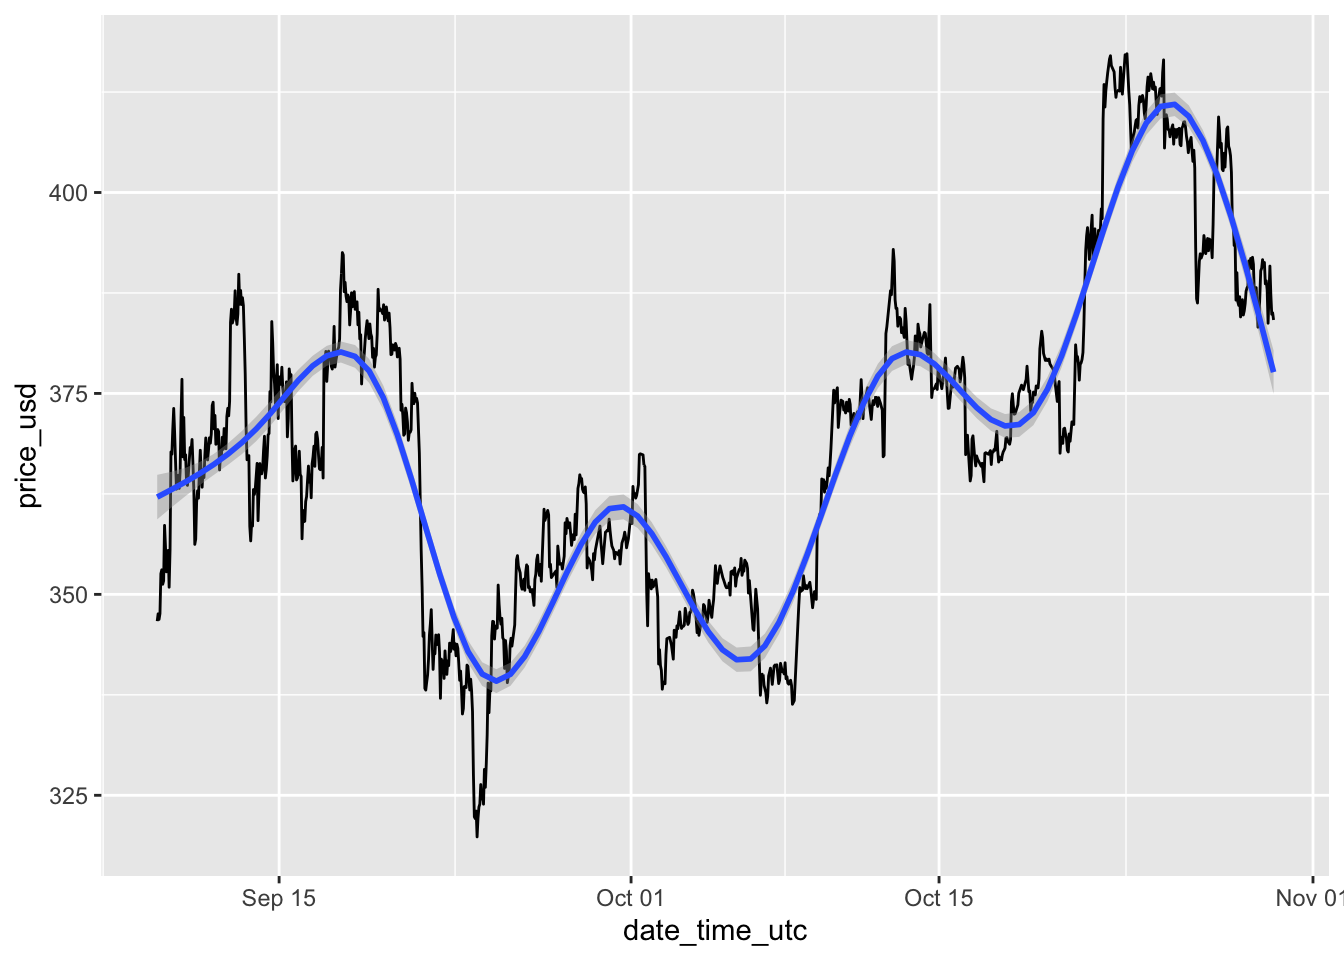 price_usd
400
375
350
325
Sep 15
Oct 01
Oct 15
Nov 01
date_time_utc